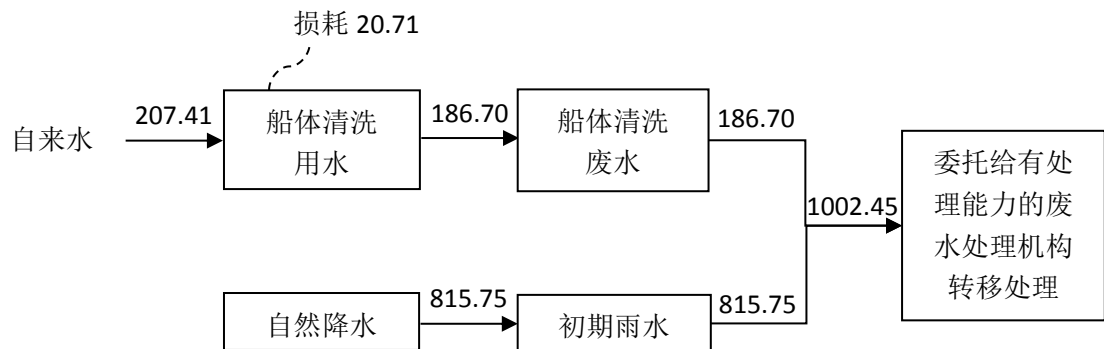 损耗 20.71
自来水
207.41
船体清洗
用水
186.70
船体清洗
废水
186.70
1002.45
委托给有处
理能力的废
水处理机构
转移处理
自然降水
815.75
初期雨水
815.75